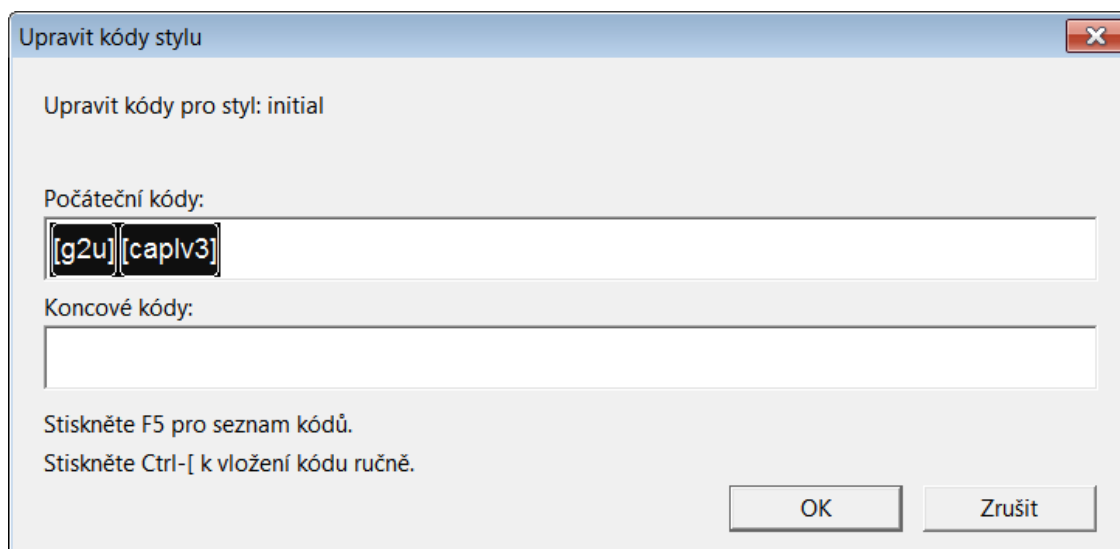 Upravit kódy stylu
Upravit kódy pro styl: initial
Počáteční kódy:
[g2u][caplv3]
Koncové kódy:
Stiskněte F5 pro seznam kódů.
Stiskněte Ctrl-[ k vložení kódu ručně.
OK Zrušit